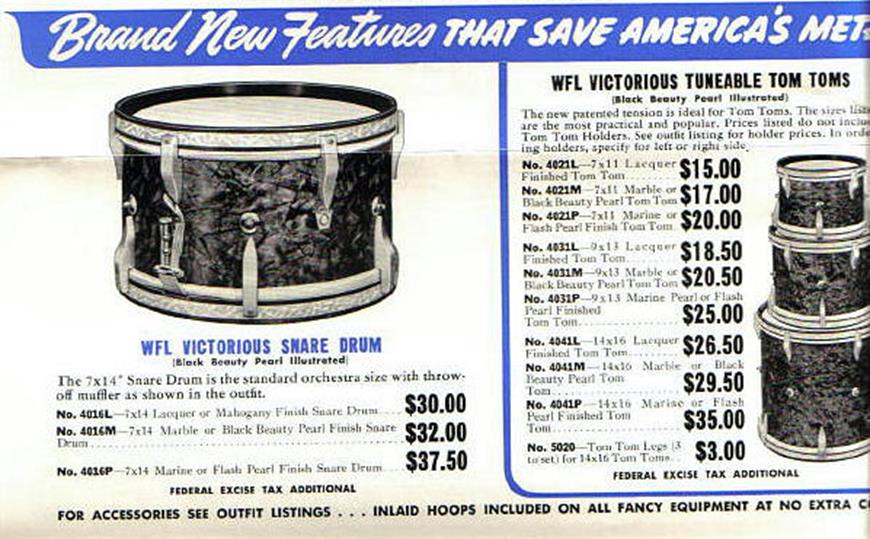 Brand New Features THAT SAVE AMERICA'S MET
WFL VICTORIOUS SNARE DRUM
(Black Beauty Pearl Illustrated)
The 7x14" Snare Drum is the standard orchestra size with throw-
off muffler as shown in the outfit.
No. 4016L—7x14 Lacquer or Mahogany Finish Snare Drum.... $30.00
No. 4016M—7x14 Marble or Black Beauty Pearl Finish Snare
Drum.................... $32.00
No. 4016P—7x14 Marine or Flash Pearl Finish Snare Drum.... $37.50
FEDERAL EXCISE TAX ADDITIONAL
WFL VICTORIOUS TUNEABLE TOM TOMS
(Black Beauty Pearl Illustrated)
The new patented tension is ideal for Tom Toms. The sizes list
are the most practical and popular. Prices listed do not inclu
Tom Tom Holders. See outfit listing for holder prices. In orde
ing holders, specify for left or right side.
No. 4021L—7x11 Lacquer
Finished Tom Tom........ $15.00
No. 4021M—7x11 Marble or
Black Beauty Pearl Tom Tom $17.00
No. 4021P—7x11 Marine or
Flash Pearl Finish Tom Tom. $20.00
No. 4031L—9x13 Lacquer
Finished Tom Tom........ $18.50
No. 4031M—9x13 Marble or
Black Beauty Pearl Tom Tom $20.50
No. 4031P—9x13 Marine Pearl or Flash
Pearl Finished
Tom Tom............ $25.00
No. 4041L—14x16 Lacquer
Finished Tom Tom........ $26.50
No. 4041M—14x16 Marble or Black
Beauty Pearl Tom
Tom.................. $29.50
No. 4041P—14x16 Marine or Flash
Pearl Finished Tom
Tom.................. $35.00
No. 5020—Tom Tom Legs (3
to set) for 14x16 Tom Toms.. $3.00
FEDERAL EXCISE TAX ADDITIONAL
FOR ACCESSORIES SEE OUTFIT LISTINGS . . . INLAID HOOPS INCLUDED ON ALL FANCY EQUIPMENT AT NO EXTRA C